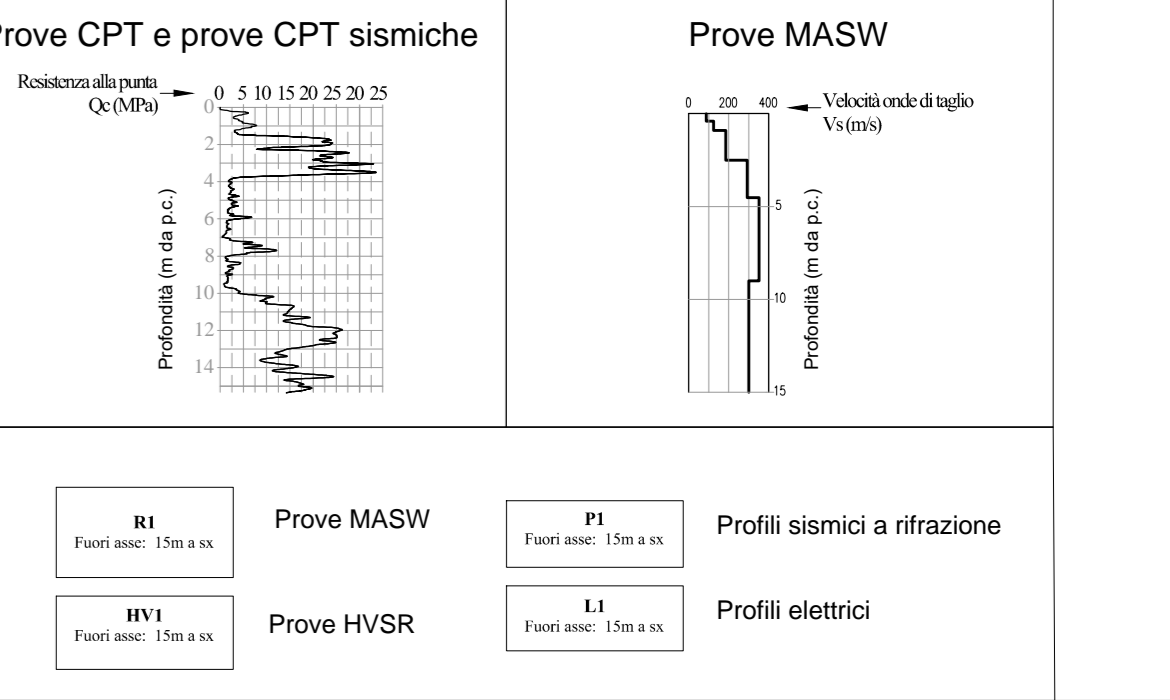 Prove CPT e prove CPT sismiche
Resistenza alla punta
Qc (MPa)
0 5 10 15 20 25 20 25
0
2
4
6
8
10
12
14
Profondità (m da p.c.)
Prove MASW
0 200 400
Velocità onde di taglio
Vs (m/s)
5
10
15
Profondità (m da p.c.)
R1
Fuori asse: 15m a sx
Prove MASW
HV1
Fuori asse: 15m a sx
Prove HVSR
P1
Fuori asse: 15m a sx
Profili sismici a rifrazione
L1
Fuori asse: 15m a sx
Profili elettrici